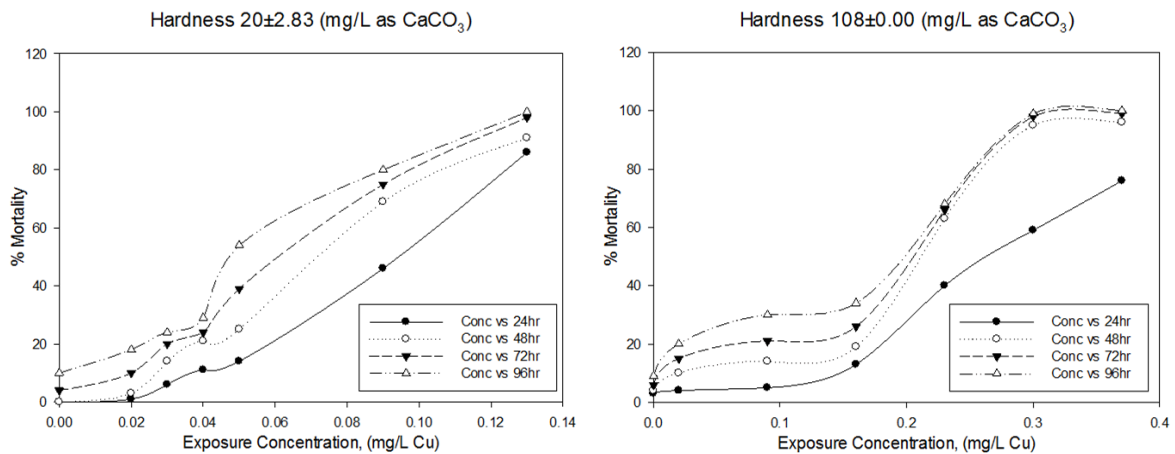 Hardness 20±2.83 (mg/L as CaCO₃)
120
100
80
60
40
20
0
% Mortality
Conc vs 24hr
Conc vs 48hr
Conc vs 72hr
Conc vs 96hr
0.00 0.02 0.04 0.06 0.08 0.10 0.12 0.14
Exposure Concentration, (mg/L Cu)
Hardness 108±0.00 (mg/L as CaCO₃)
120
100
80
60
40
20
0
% Mortality
Conc vs 24hr
Conc vs 48hr
Conc vs 72hr
Conc vs 96hr
0.0 0.1 0.2 0.3 0.4
Exposure Concentration, (mg/L Cu)